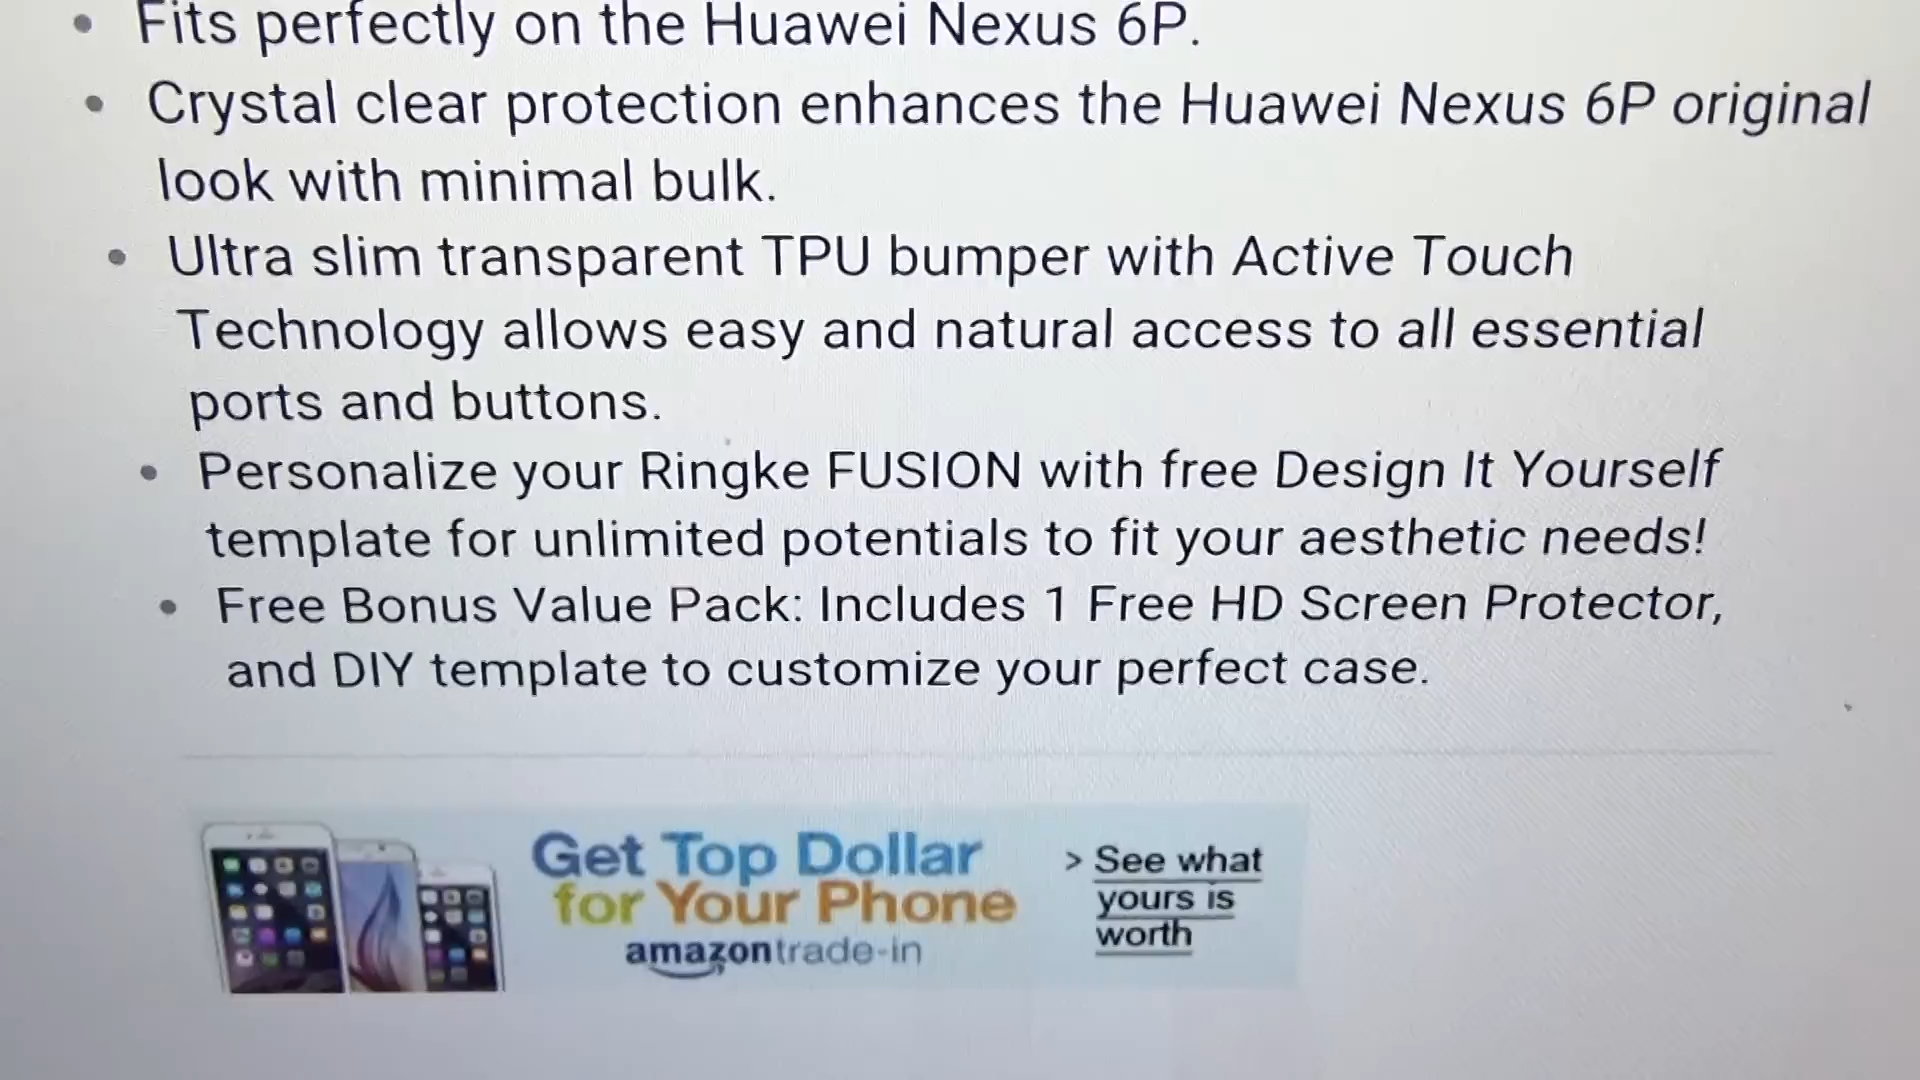 Fits perfectly on the Huawei Nexus 6P.
Crystal clear protection enhances the Huawei Nexus 6P original
look with minimal bulk.
Ultra slim transparent TPU bumper with Active Touch
Technology allows easy and natural access to all essential
ports and buttons.
Personalize your Ringke FUSION with free Design It Yourself
template for unlimited potentials to fit your aesthetic needs!
Free Bonus Value Pack: Includes 1 Free HD Screen Protector,
and DIY template to customize your perfect case.
Get Top Dollar
for Your Phone
amazontrade-in
> See what
yours is
worth